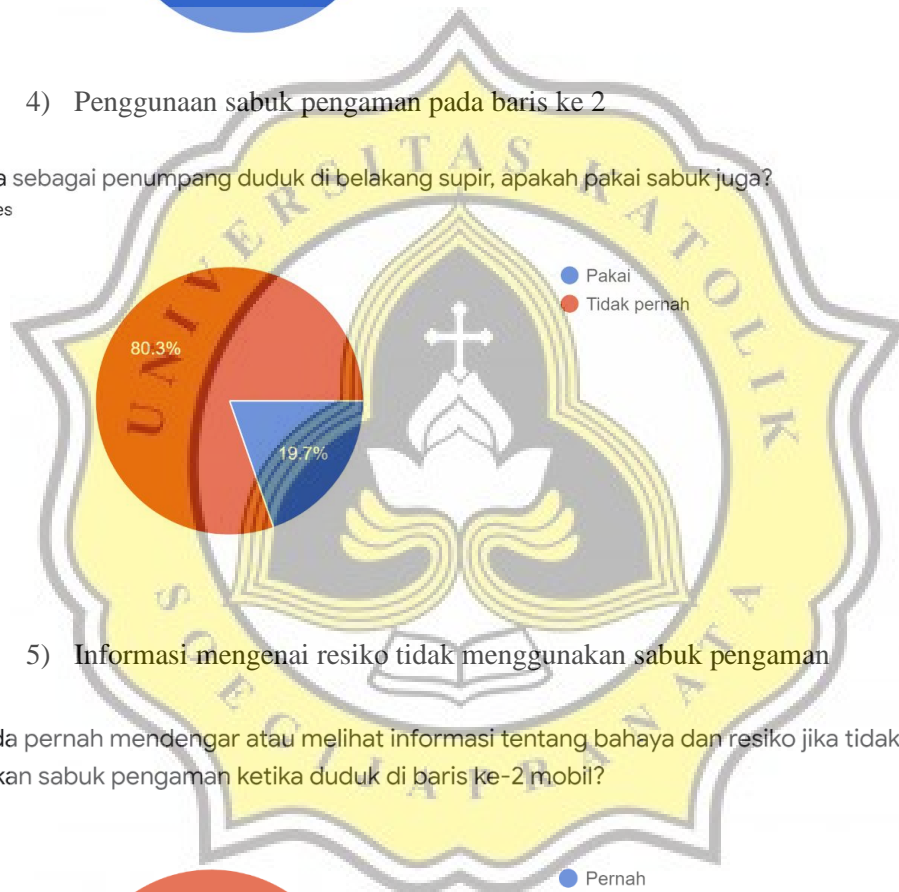 4) Penggunaan sabuk pengaman pada baris ke 2
a sebagai penumpang duduk di belakang supir, apakah pakai sabuk juga?
es
Pakai
Tidak pernah
80.3%
19.7%
UNIVERSITAS KATOLIK
SOEGIJAPRANATA
5) Informasi mengenai resiko tidak menggunakan sabuk pengaman
da pernah mendengar atau melihat informasi tentang bahaya dan resiko jika tidak
kan sabuk pengaman ketika duduk di baris ke-2 mobil?
Pernah